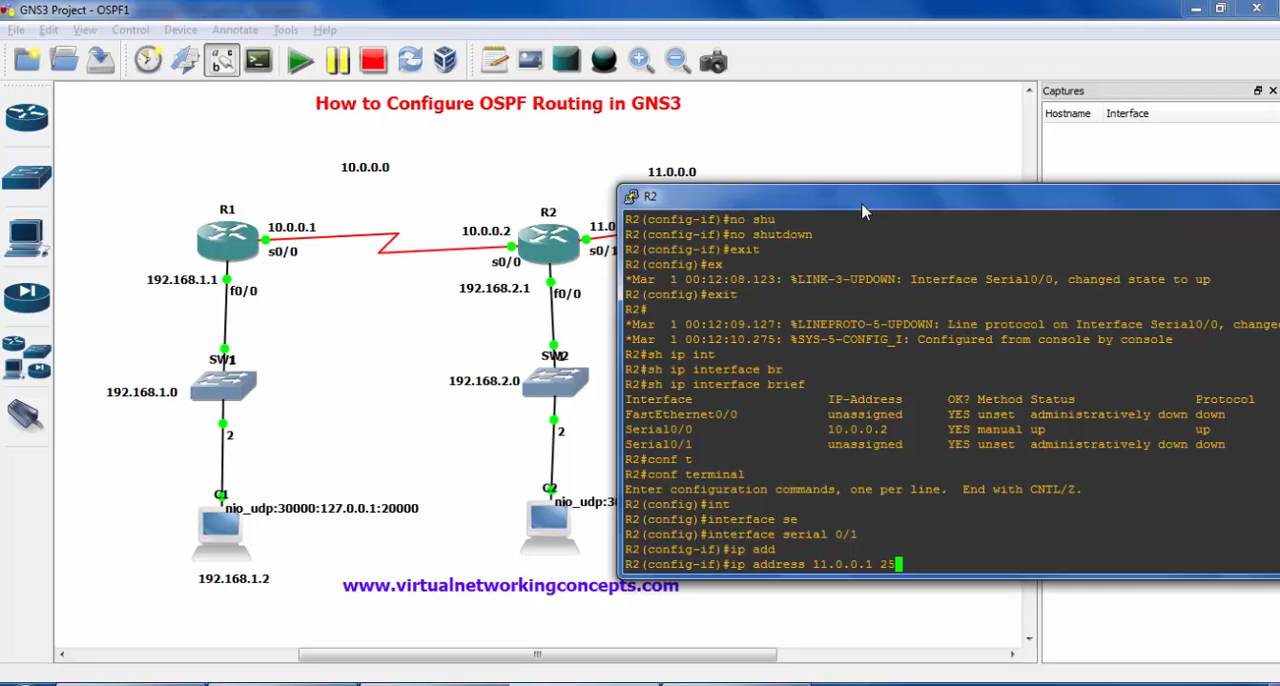 GNS3 Project - OSPF1
File Edit View Control Device Annotate Tools Help
How to Configure OSPF Routing in GNS3
10.0.0.0
11.0.0.0
R1
10.0.0.1
s0/0
192.168.1.1
f0/0
R2
10.0.0.2
s0/0
11.0
s0/1
192.168.2.1
f0/0
SW1
192.168.1.0
2
SW2
192.168.2.0
2
C1
nio_udp:30000:127.0.0.1:20000
192.168.1.2
C2
nio_udp:3
www.virtualnetworkingconcepts.com
Captures
Hostname Interface
R2
R2(config-if)#no shu
R2(config-if)#no shutdown
R2(config-if)#exit
R2(config)#ex
*Mar 1 00:12:08.123: %LINK-3-UPDOWN: Interface Serial0/0, changed state to up
R2(config)#exit
R2#
*Mar 1 00:12:09.127: %LINEPROTO-5-UPDOWN: Line protocol on Interface Serial0/0, change
*Mar 1 00:12:10.275: %SYS-5-CONFIG_I: Configured from console by console
R2#sh ip int
R2#sh ip interface br
R2#sh ip interface brief
Interface IP-Address OK? Method Status Protocol
FastEthernet0/0 unassigned YES unset administratively down down
Serial0/0 10.0.0.2 YES manual up up
Serial0/1 unassigned YES unset administratively down down
R2#conf t
R2#conf terminal
Enter configuration commands, one per line. End with CNTL/Z.
R2(config)#int
R2(config)#interface se
R2(config)#interface serial 0/1
R2(config-if)#ip add
R2(config-if)#ip address 11.0.0.1 25